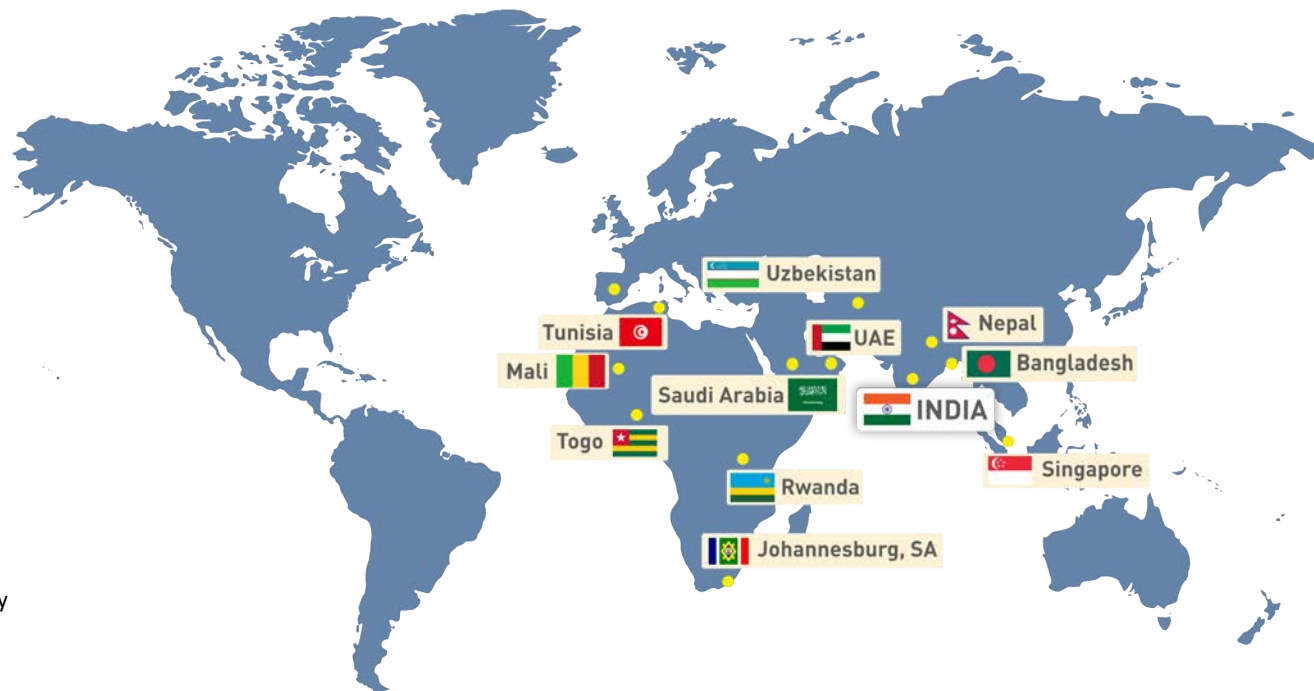 Uzbekistan
Tunisia
UAE
Nepal
Mali
Bangladesh
Saudi Arabia
INDIA
Togo
Singapore
Rwanda
Johannesburg, SA
y